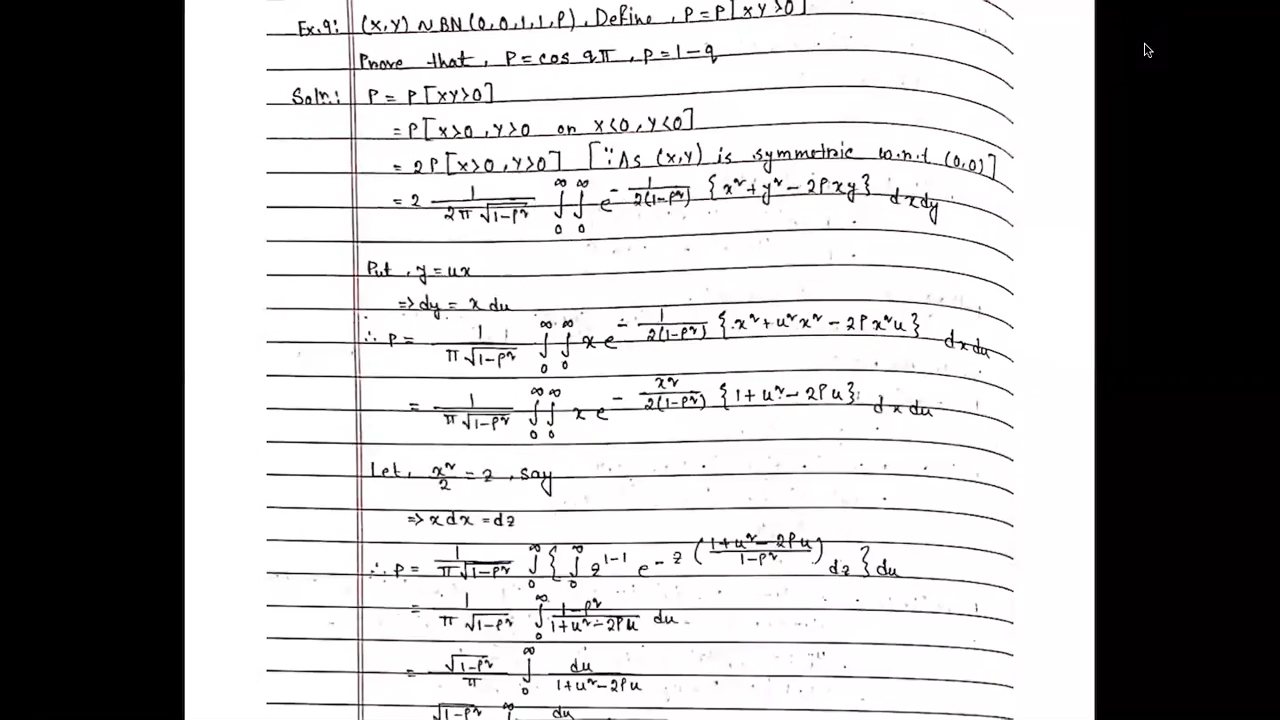 Ex.9: (X,Y) ~ BN (0,0,1,1,ρ). Define, P = P[XY>0]
Prove that, ρ = cos qπ, p = 1-q
Soln: P = P[XY>0]
= P[X>0, Y>0 or X<0, Y<0]
= 2P[X>0, Y>0] [∵ As (X,Y) is symmetric w.r.t (0,0)]
= 2 1/(2π√(1-ρ²)) ∫₀^∞ ∫₀^∞ e^(- 1/(2(1-ρ²)) {x²+y²-2ρxy}) dxdy
Put, y = ux
⇒ dy = x du
∴ P = 1/(π√(1-ρ²)) ∫₀^∞ ∫₀^∞ x e^(- 1/(2(1-ρ²)) {x²+u²x²-2ρx²u}) dx du
= 1/(π√(1-ρ²)) ∫₀^∞ ∫₀^∞ x e^(- x²/(2(1-ρ²)) {1+u²-2ρu}) dx du
Let, x²/2 = z, say
⇒ xdx = dz
∴ P = 1/(π√(1-ρ²)) ∫₀^∞ { ∫₀^∞ z^(1-1) e^(-z ((1+u²-2ρu)/(1-ρ²))) dz } du
= 1/(π√(1-ρ²)) ∫₀^∞ (1-ρ²)/(1+u²-2ρu) du
= √(1-ρ²)/π ∫₀^∞ du/(1+u²-2ρu)
√(1-ρ²) ∫^∞ du